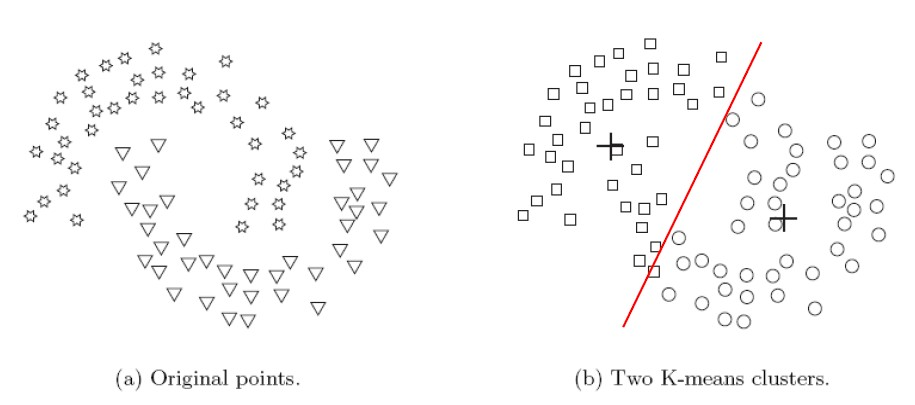 (a) Original points.
(b) Two K-means clusters.